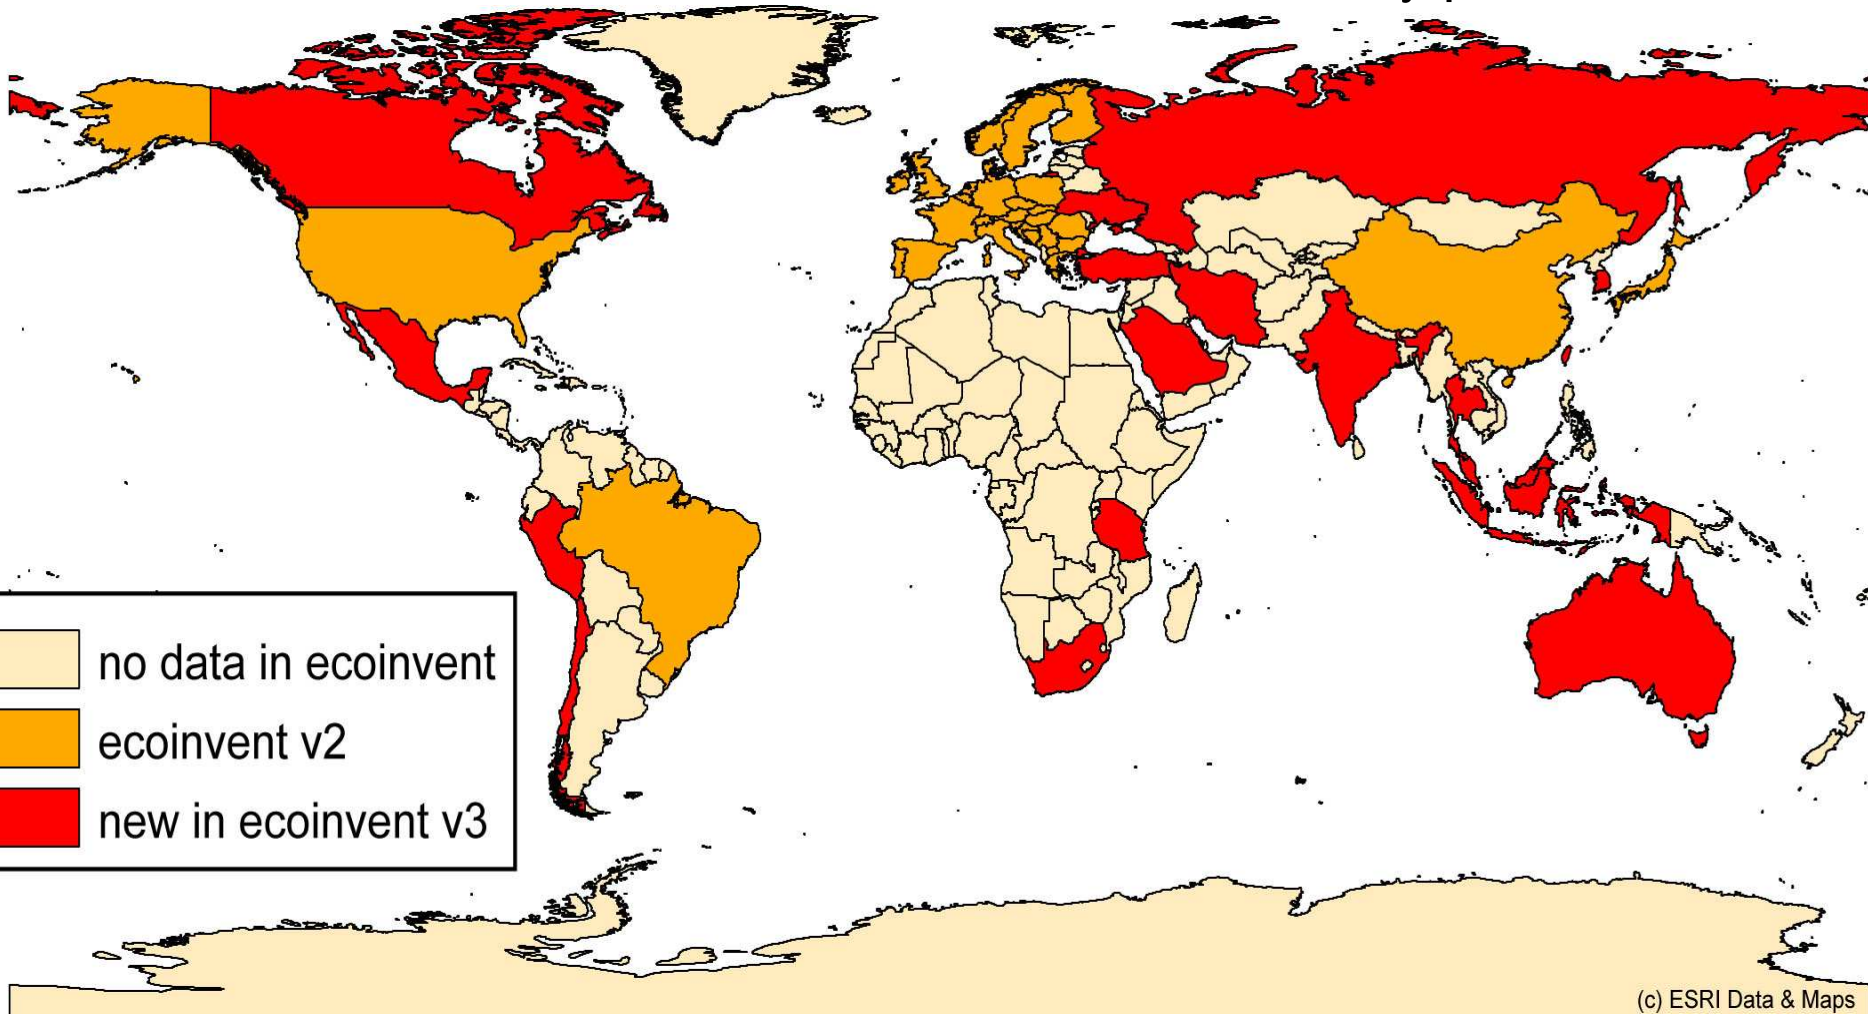 no data in ecoinvent
ecoinvent v2
new in ecoinvent v3
(c) ESRI Data & Maps